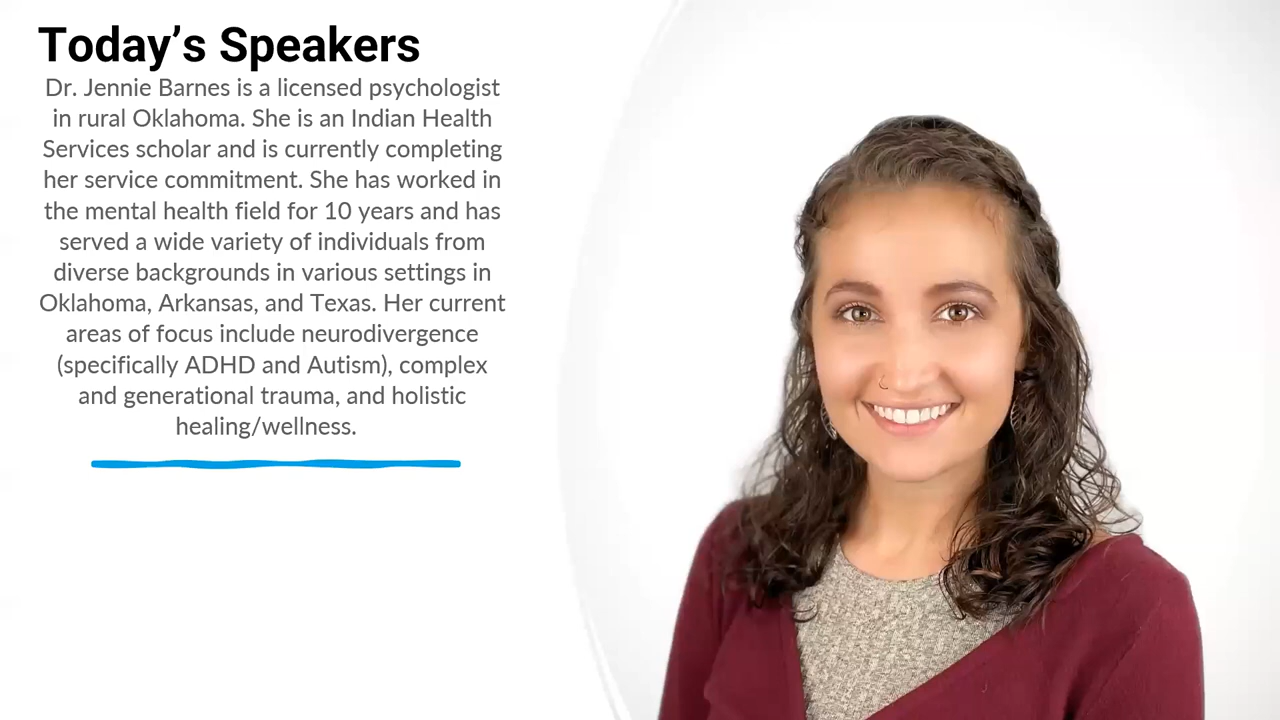 Today’s Speakers
Dr. Jennie Barnes is a licensed psychologist
in rural Oklahoma. She is an Indian Health
Services scholar and is currently completing
her service commitment. She has worked in
the mental health field for 10 years and has
served a wide variety of individuals from
diverse backgrounds in various settings in
Oklahoma, Arkansas, and Texas. Her current
areas of focus include neurodivergence
(specifically ADHD and Autism), complex
and generational trauma, and holistic
healing/wellness.